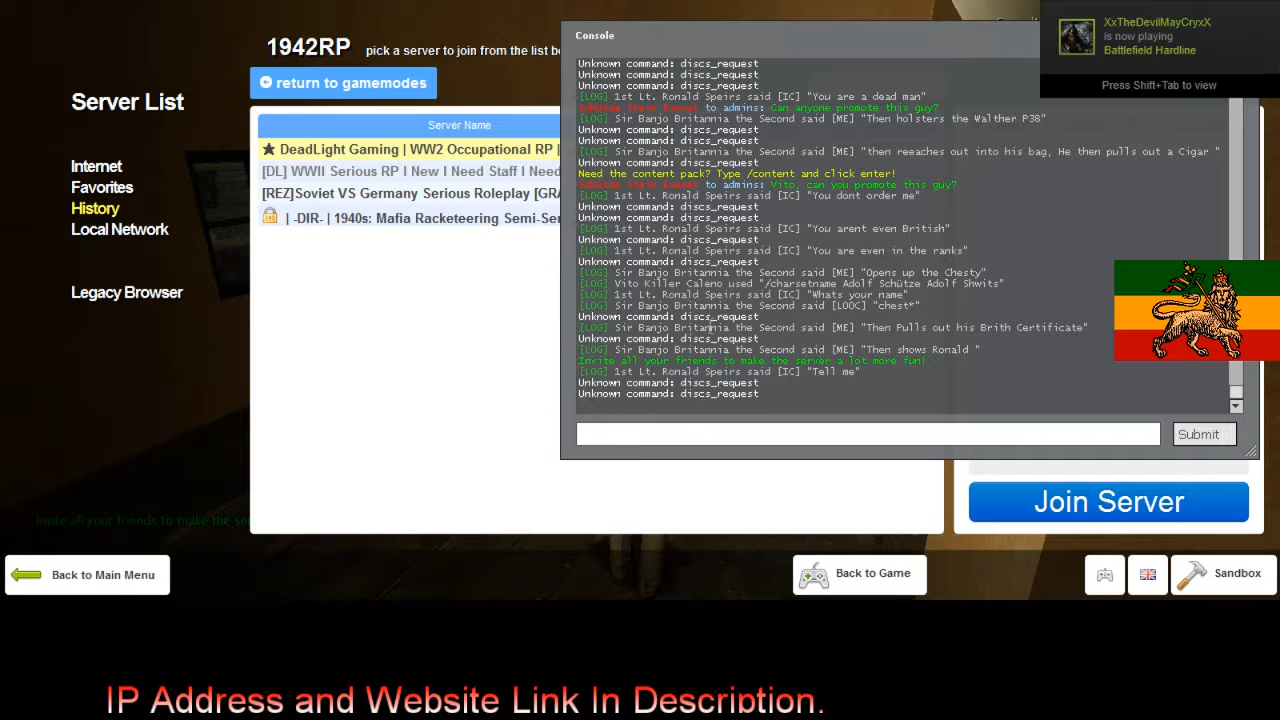 1942RP pick a server to join from the list be
return to gamemodes
Server List
Internet
Favorites
History
Local Network
Legacy Browser
Server Name
DeadLight Gaming | WW2 Occupational RP |
[DL] WWII Serious RP I New I Need Staff I Need
[REZ]Soviet VS Germany Serious Roleplay [GRA
| -DIR- | 1940s: Mafia Racketeering Semi-Ser
Console
Unknown command: discs_request
Unknown command: discs_request
Unknown command: discs_request
[LOG] 1st Lt. Ronald Speirs said [IC] "You are a dead man"
to admins: Can anyone promote this guy?
[LOG] Sir Banjo Britannia the Second said [ME] "Then holsters the Walther P38"
Unknown command: discs_request
Unknown command: discs_request
[LOG] Sir Banjo Britannia the Second said [ME] "then reeaches out into his bag, He then pulls out a Cigar "
Unknown command: discs_request
Need the content pack? Type /content and click enter!
to admins: Vito, can you promote this guy?
[LOG] 1st Lt. Ronald Speirs said [IC] "You dont order me"
Unknown command: discs_request
Unknown command: discs_request
[LOG] 1st Lt. Ronald Speirs said [IC] "You arent even British"
Unknown command: discs_request
[LOG] 1st Lt. Ronald Speirs said [IC] "You are even in the ranks"
Unknown command: discs_request
[LOG] Sir Banjo Britannia the Second said [ME] "Opens up the Chesty"
[LOG] Vito Killer Caleno used "/charsetname Adolf Schütze Adolf Shwits"
[LOG] 1st Lt. Ronald Speirs said [IC] "Whats your name"
[LOG] Sir Banjo Britannia the Second said [LOOC] "chest*"
Unknown command: discs_request
[LOG] Sir Banjo Britannia the Second said [ME] "Then Pulls out his Brith Certificate"
Unknown command: discs_request
[LOG] Sir Banjo Britannia the Second said [ME] "Then shows Ronald "
Invite all your friends to make the server a lot more fun!
[LOG] 1st Lt. Ronald Speirs said [IC] "Tell me"
Unknown command: discs_request
Unknown command: discs_request
Submit
XxTheDevilMayCryxX
is now playing
Battlefield Hardline
Press Shift+Tab to view
Join Server
Invite all your friends to make the se
Back to Main Menu
Back to Game
Sandbox
IP Address and Website Link In Description.